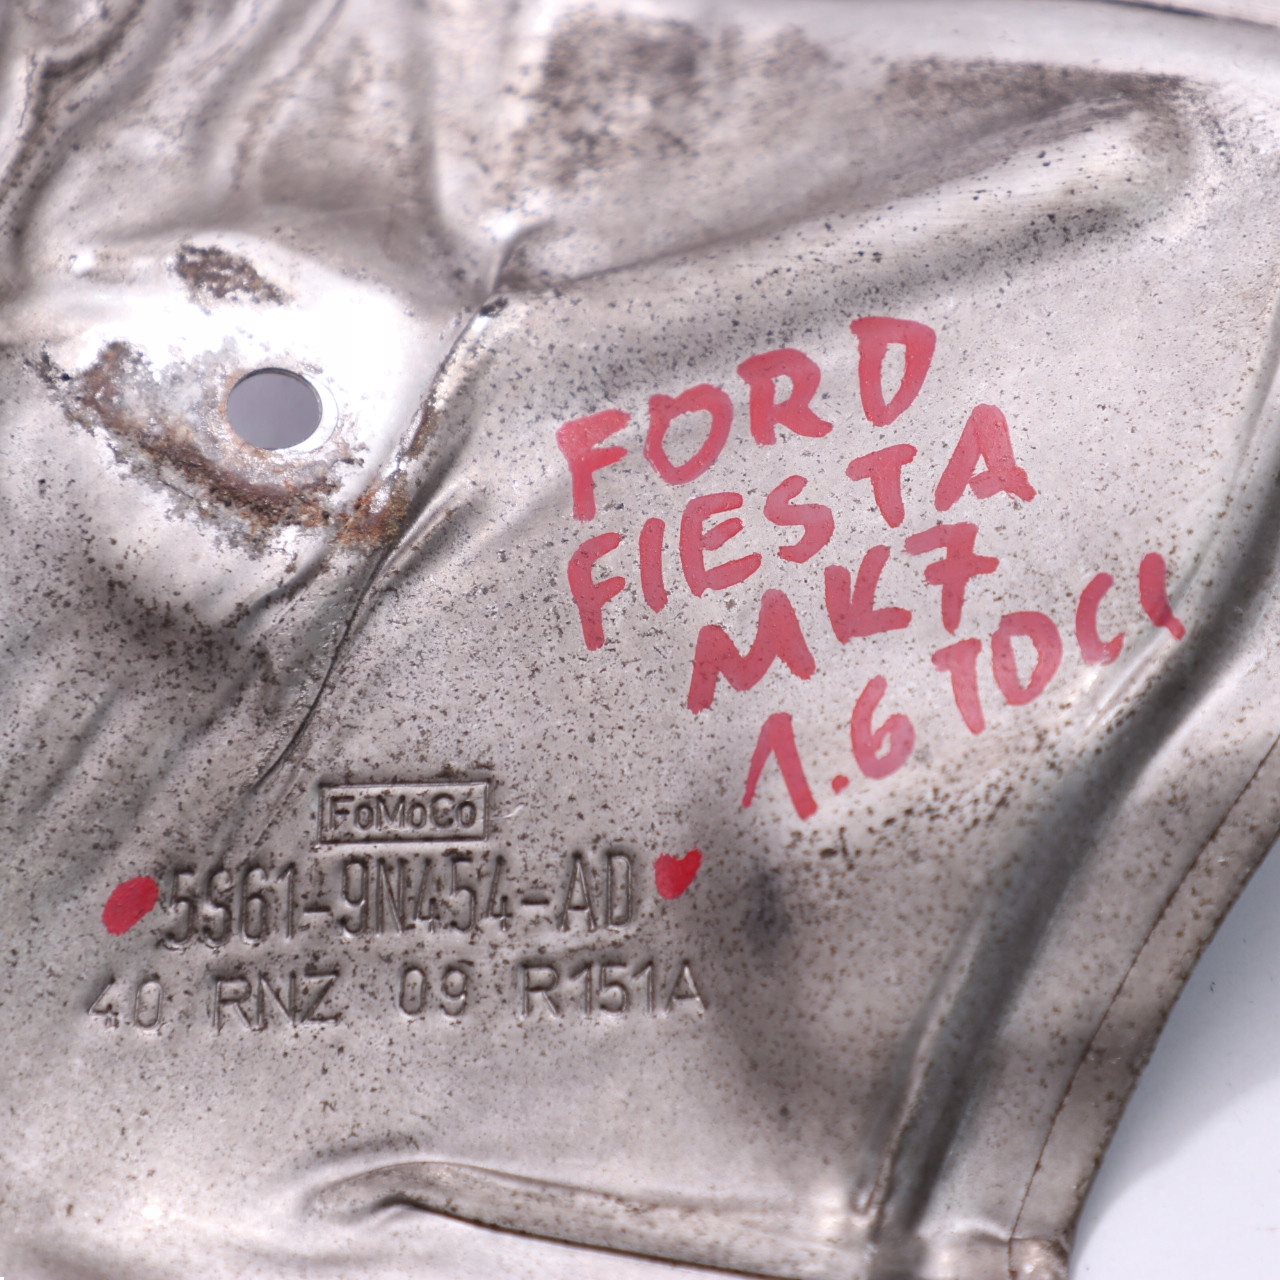 FORD
FIESTA
MK7
1.6 TDCI
FoMoCo
5S61-9N454-AD
40 RNZ 09 R151A